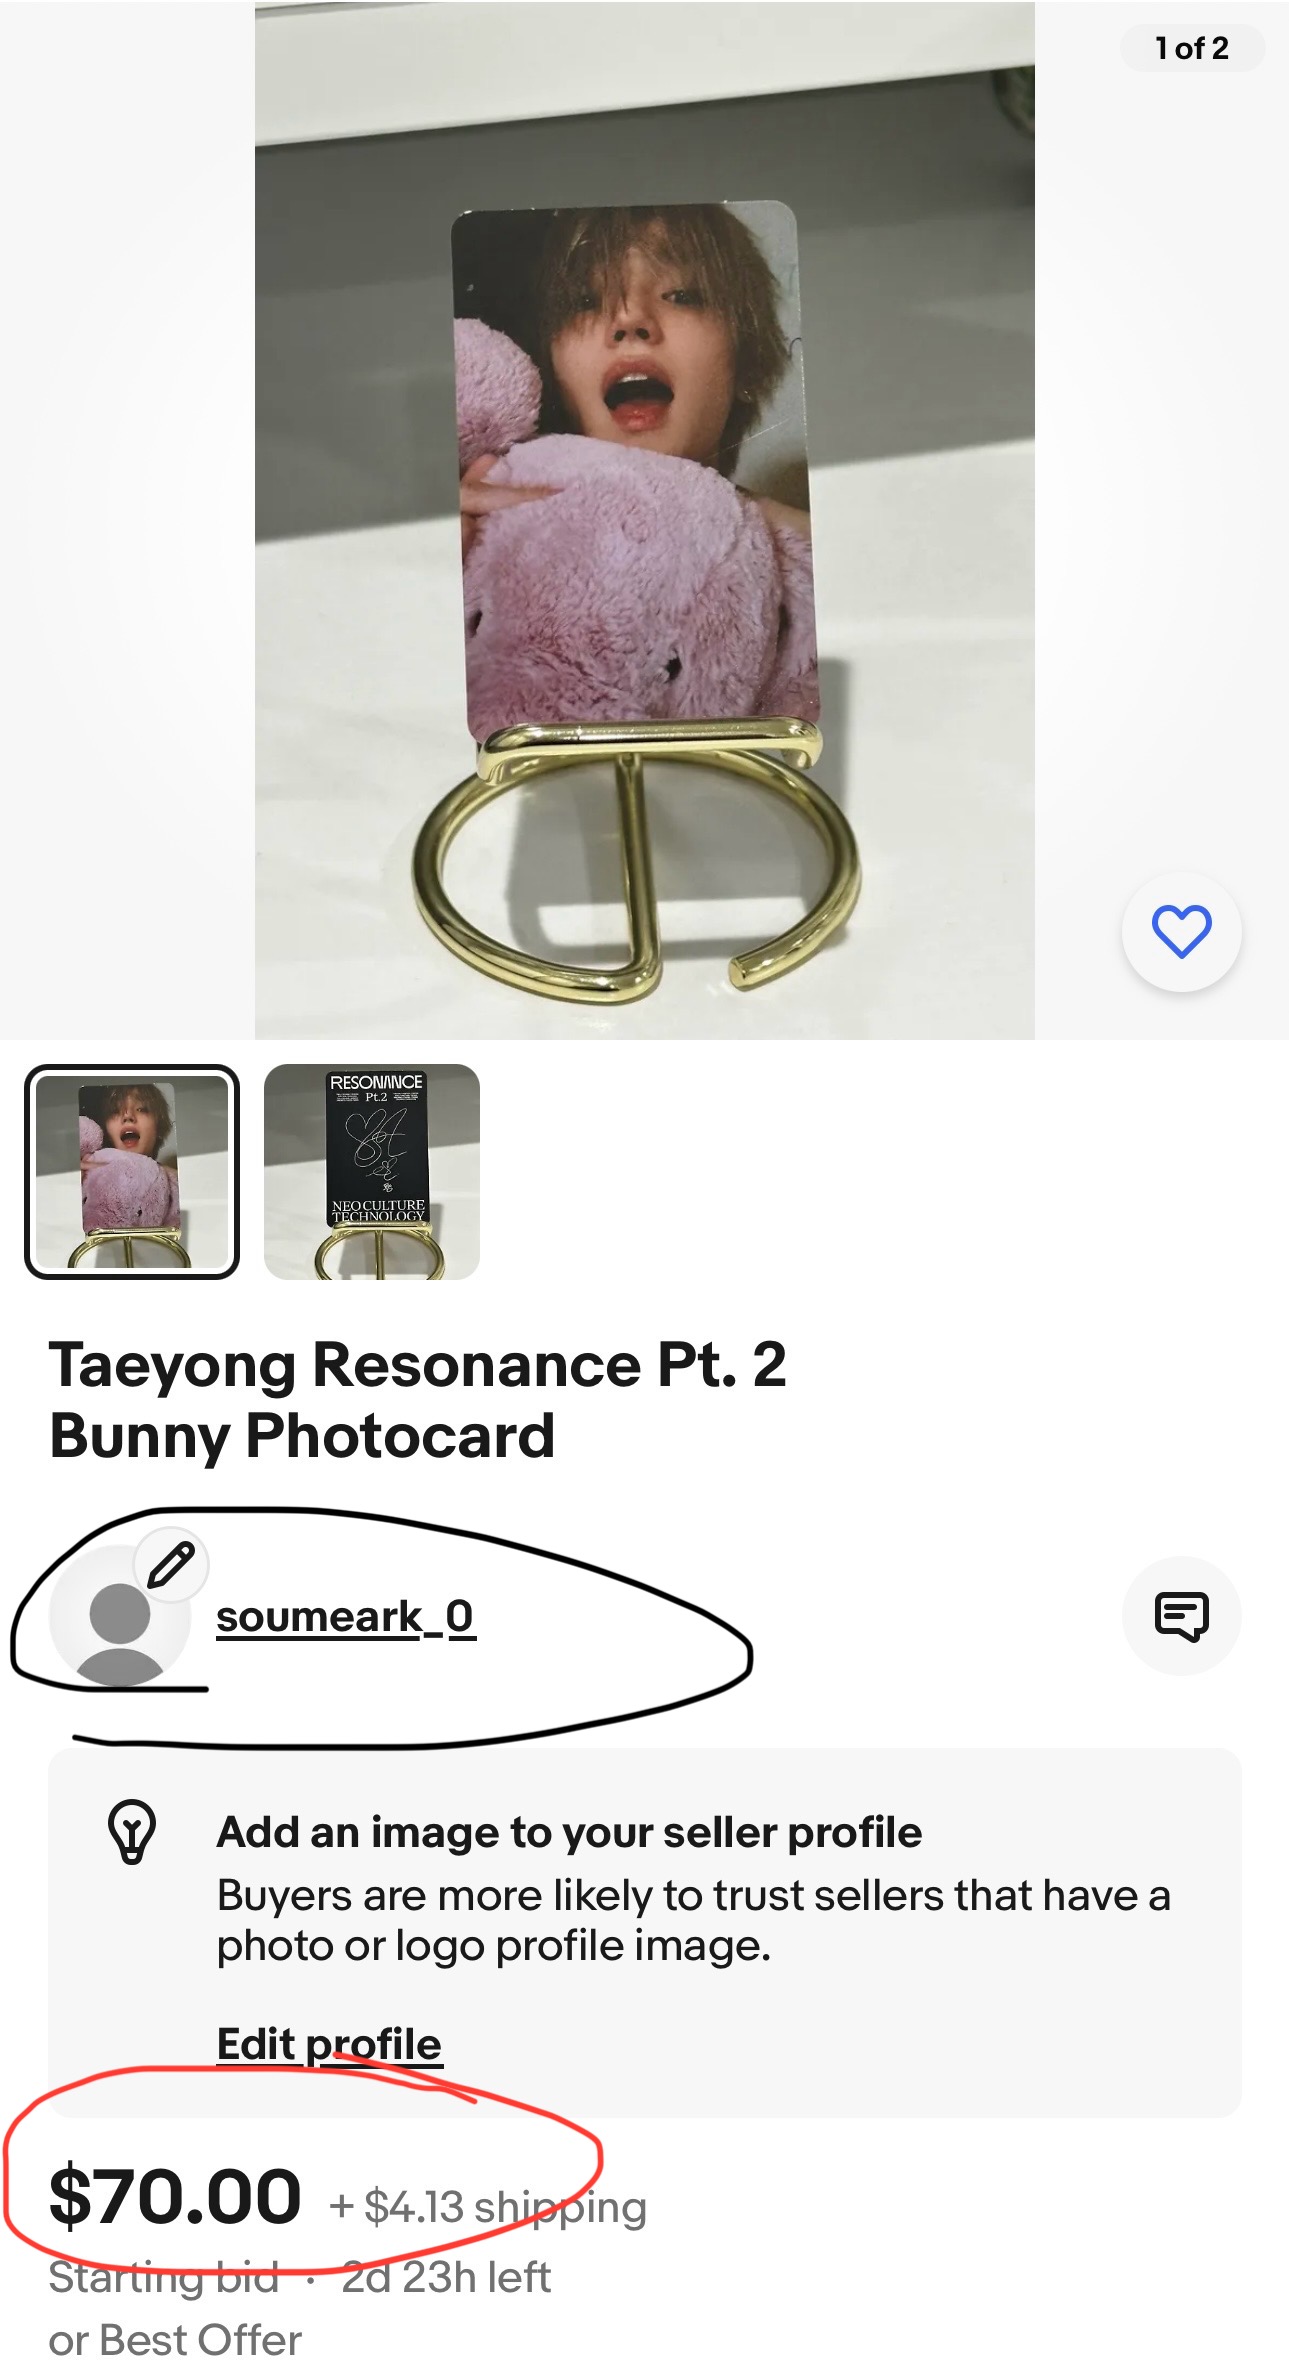 1 of 2
RESONANCE
Pt.2
NEO CULTURE
TECHNOLOGY
Taeyong Resonance Pt. 2
Bunny Photocard
soumeark_0
Add an image to your seller profile
Buyers are more likely to trust sellers that have a
photo or logo profile image.
Edit profile
$70.00 + $4.13 shipping
Starting bid · 2d 23h left
or Best Offer